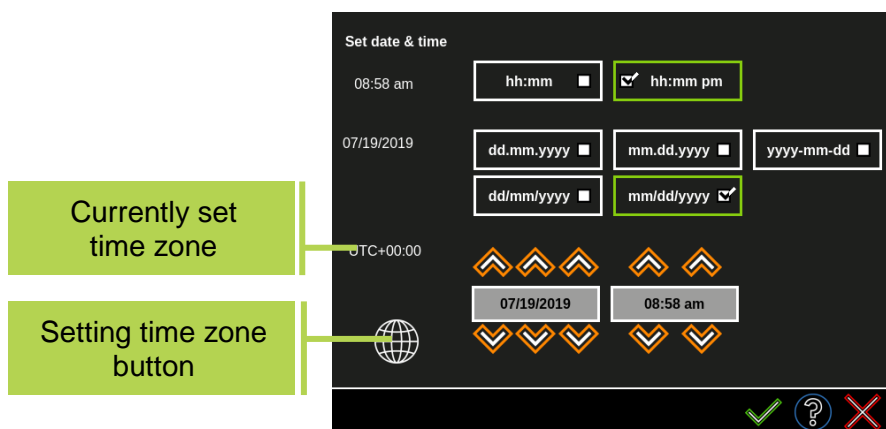 Set date & time
08:58 am
hh:mm
hh:mm pm
07/19/2019
dd.mm.yyyy
mm.dd.yyyy
yyyy-mm-dd
dd/mm/yyyy
mm/dd/yyyy
Currently set
time zone
UTC+00:00
07/19/2019
08:58 am
Setting time zone
button
?